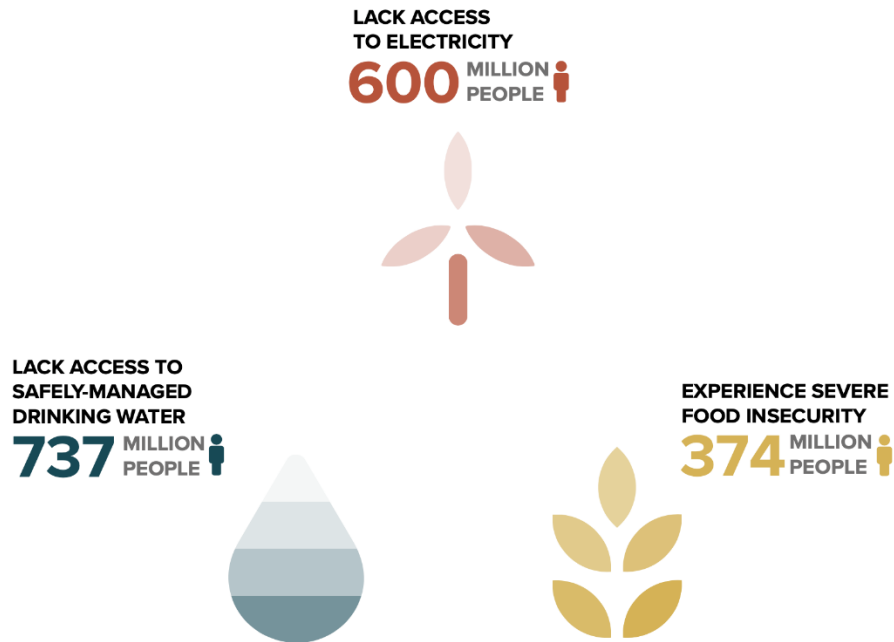 LACK ACCESS
TO ELECTRICITY
600 MILLION
PEOPLE
LACK ACCESS TO
SAFELY-MANAGED
DRINKING WATER
737 MILLION
PEOPLE
EXPERIENCE SEVERE
FOOD INSECURITY
374 MILLION
PEOPLE